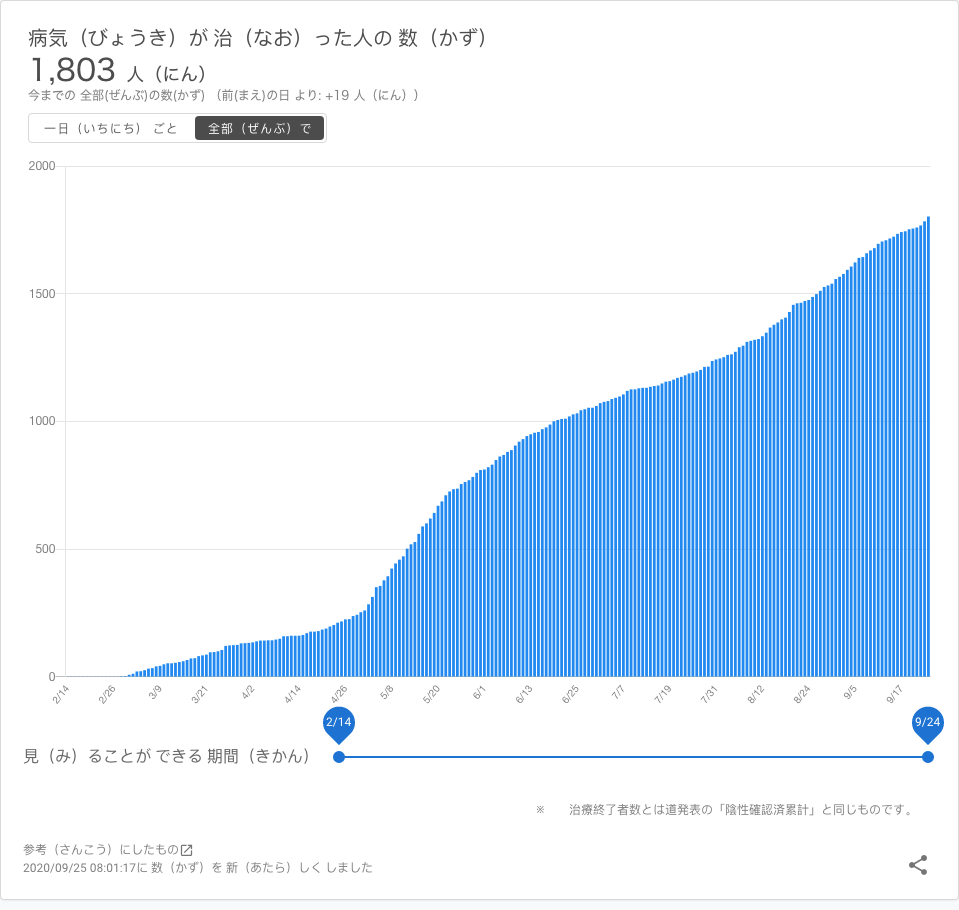 病気（びょうき）が 治（なお）った人の 数（かず）
1,803 人（にん）
今までの 全部(ぜんぶ)の数(かず) （前(まえ)の日 より: +19 人（にん））
一日（いちにち） ごと 全部（ぜんぶ）で
2000
1500
1000
500
0
2/14 2/26 3/9 3/21 4/2 4/14 4/26 5/8 5/20 6/1 6/13 6/25 7/7 7/19 7/31 8/12 8/24 9/5 9/17
2/14 9/24
見（み）ることが できる 期間（きかん）
※ 治療終了者数とは道発表の「陰性確認済累計」と同じものです。
参考（さんこう）にしたもの
2020/09/25 08:01:17に 数（かず）を 新（あたら）しく しました